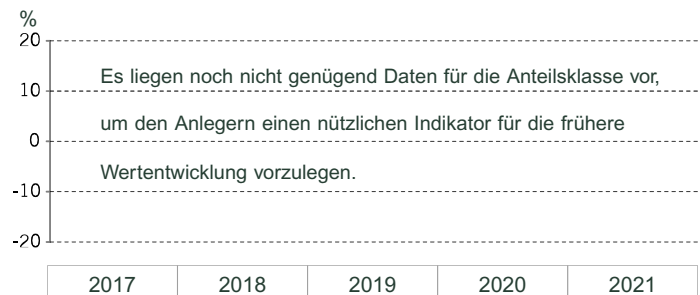 %
20
Es liegen noch nicht genügend Daten für die Anteilsklasse vor,
10
um den Anlegern einen nützlichen Indikator für die frühere
0
Wertentwicklung vorzulegen.
-10
-20
2017 2018 2019 2020 2021